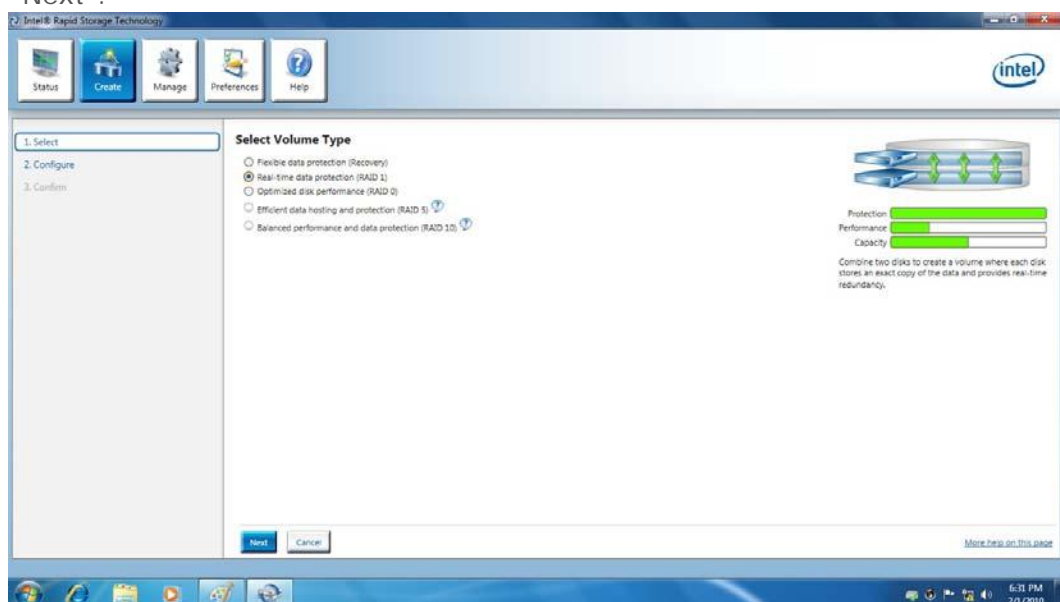 "Next".
Intel® Rapid Storage Technology
Status
Create
Manage
Preferences
Help
intel
1. Select
2. Configure
3. Confirm
Select Volume Type
Flexible data protection (Recovery)
Real-time data protection (RAID 1)
Optimized disk performance (RAID 0)
Efficient data hosting and protection (RAID 5) ?
Balanced performance and data protection (RAID 10) ?
Protection
Performance
Capacity
Combine two disks to create a volume where each disk
stores an exact copy of the data and provides real-time
redundancy.
Next
Cancel
More help on this page
6:31 PM
2/1/2010